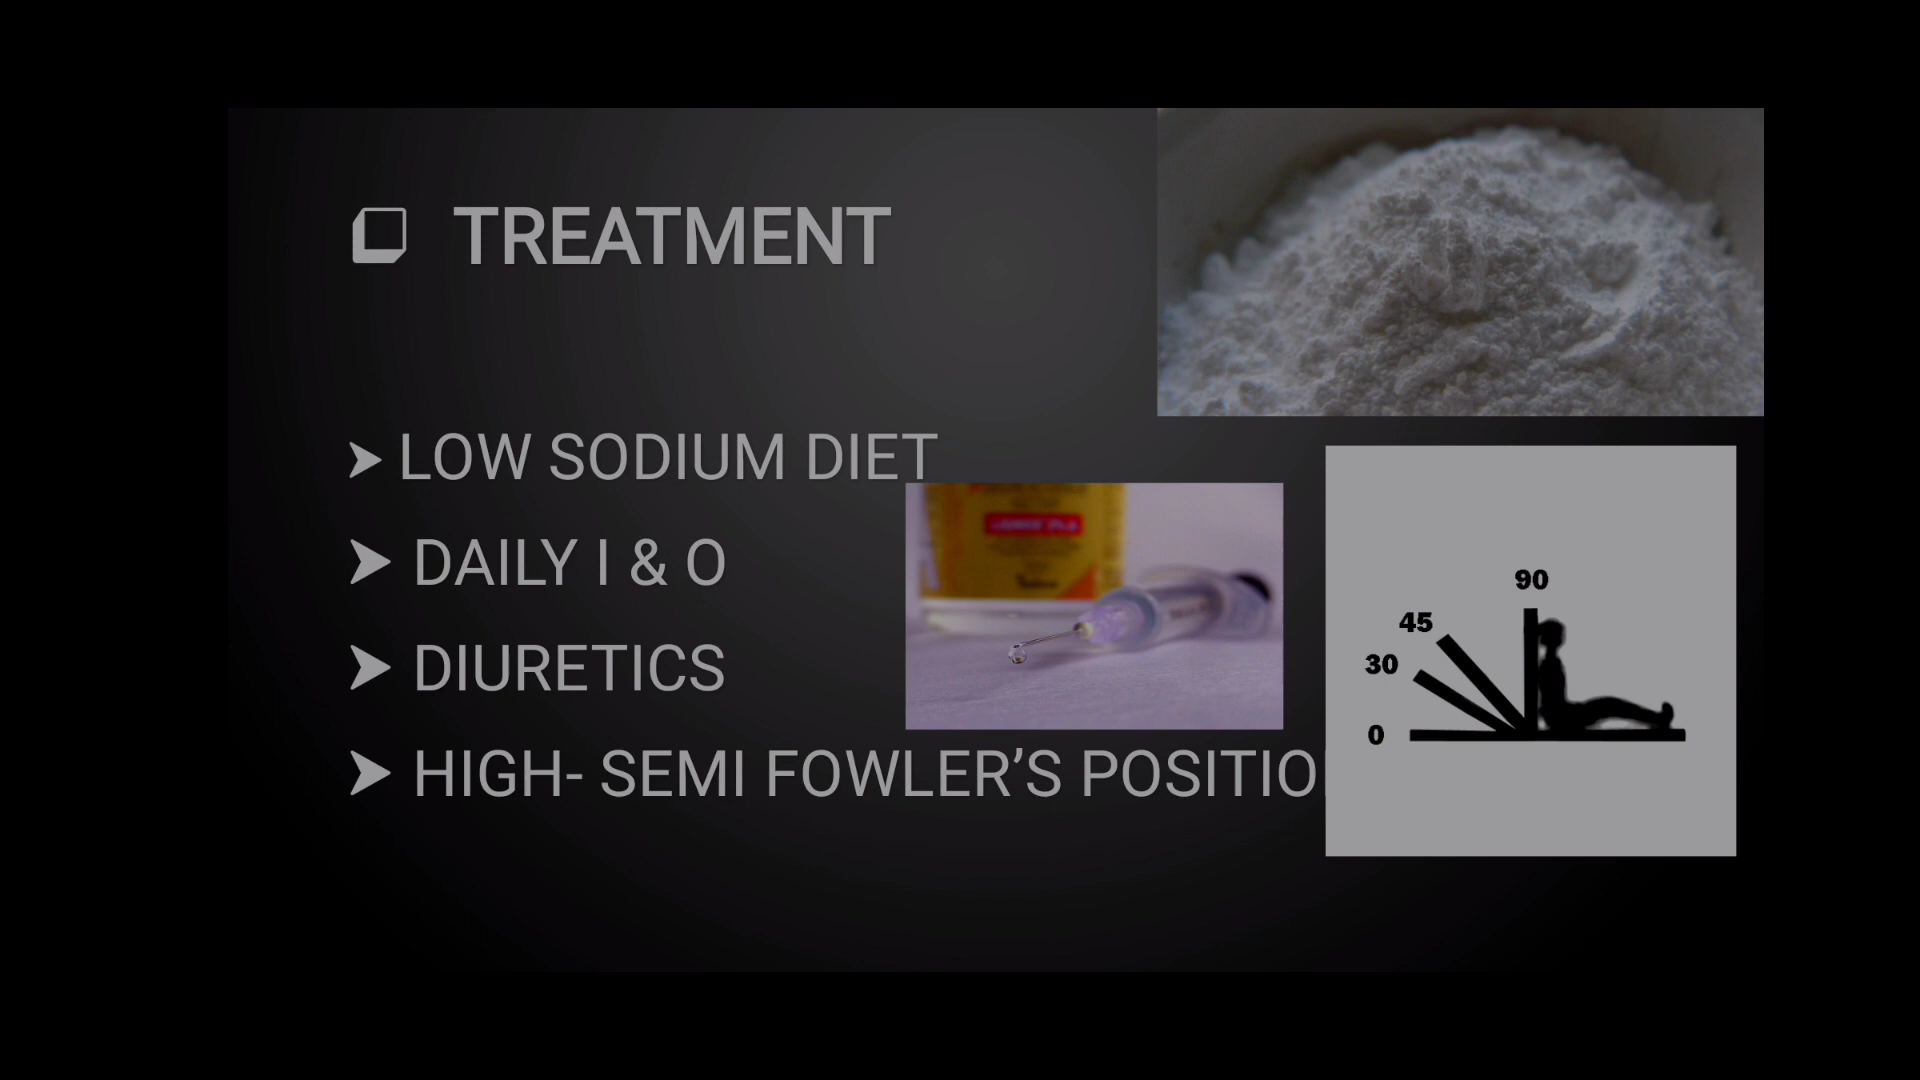 TREATMENT
LOW SODIUM DIET
DAILY I & O
DIURETICS
HIGH- SEMI FOWLER’S POSITIO
90
45
30
0